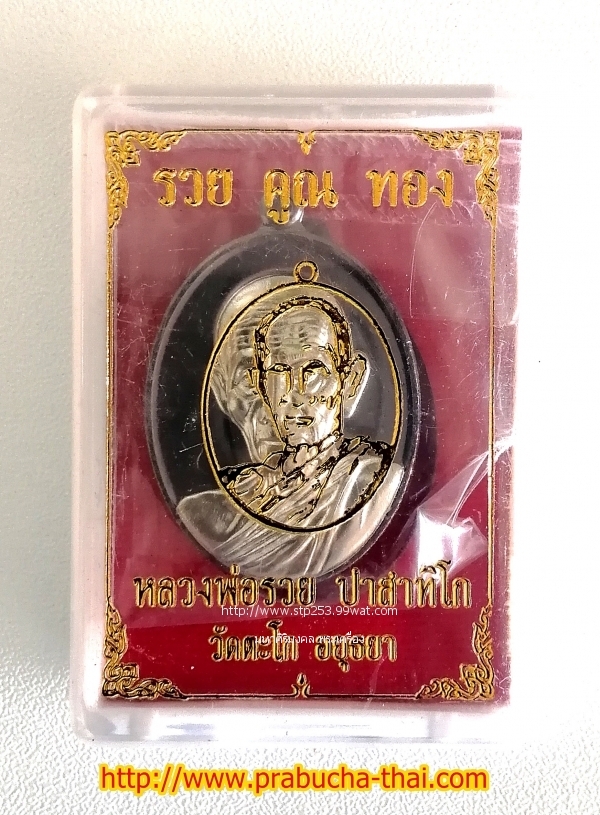 รวย คูณ ทอง
หลวงพ่อรวย ปาสาทิโก
http://www.stp253.99wat.com
วัดตะโก อยุธยา
http://www.prabucha-thai.com